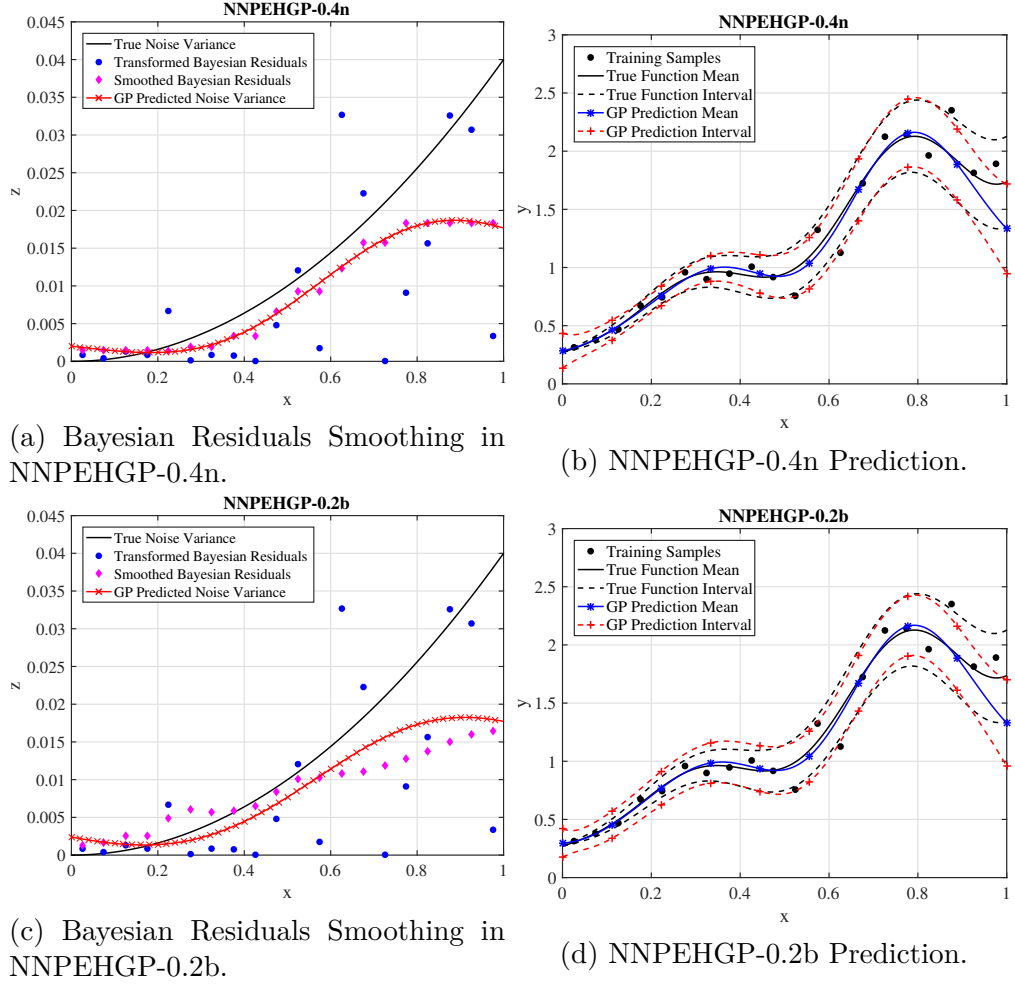 NNPEHGP-0.4n
0.045
0.04
0.035
0.03
0.025
0.02
0.015
0.01
0.005
0
z
True Noise Variance
Transformed Bayesian Residuals
Smoothed Bayesian Residuals
GP Predicted Noise Variance
0 0.2 0.4 0.6 0.8 1
x
(a) Bayesian Residuals Smoothing in
NNPEHGP-0.4n.
NNPEHGP-0.4n
3
2.5
2
1.5
1
0.5
0
y
Training Samples
True Function Mean
True Function Interval
GP Prediction Mean
GP Prediction Interval
0 0.2 0.4 0.6 0.8 1
x
(b) NNPEHGP-0.4n Prediction.
NNPEHGP-0.2b
0.045
0.04
0.035
0.03
0.025
0.02
0.015
0.01
0.005
0
z
True Noise Variance
Transformed Bayesian Residuals
Smoothed Bayesian Residuals
GP Predicted Noise Variance
0 0.2 0.4 0.6 0.8 1
x
(c) Bayesian Residuals Smoothing in
NNPEHGP-0.2b.
NNPEHGP-0.2b
3
2.5
2
1.5
1
0.5
0
y
Training Samples
True Function Mean
True Function Interval
GP Prediction Mean
GP Prediction Interval
0 0.2 0.4 0.6 0.8 1
x
(d) NNPEHGP-0.2b Prediction.